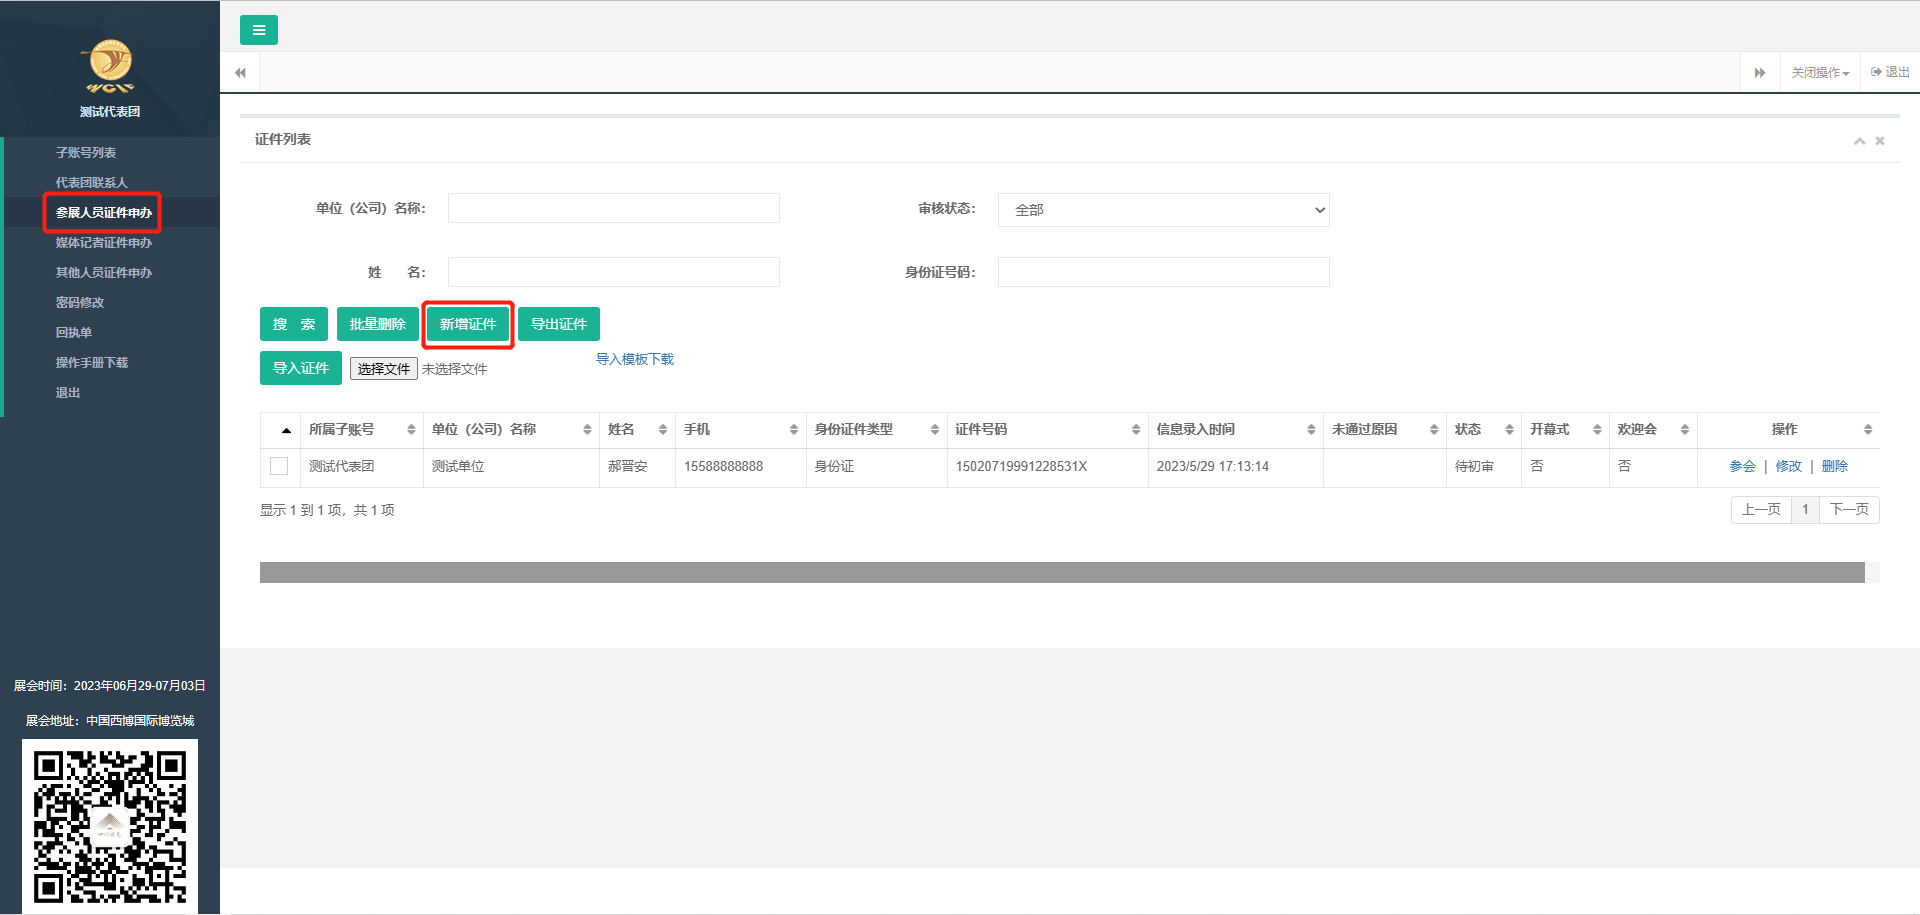 WCIF
测试代表团
子账号列表
代表团联系人
参展人员证件申办
媒体记者证件申办
其他人员证件申办
密码修改
回执单
操作手册下载
退出
展会时间：2023年06月29-07月03日
展会地址：中国西博国际博览城
关闭操作
退出
证件列表
单位（公司）名称：
审核状态：
全部
姓 名：
身份证号码：
搜 索
批量删除
新增证件
导出证件
导入证件
选择文件 未选择文件
导入模板下载
所属子账号 单位（公司）名称 姓名 手机 身份证件类型 证件号码 信息录入时间 未通过原因 状态 开幕式 欢迎会 操作
测试代表团 测试单位 郝晋安 15588888888 身份证 15020719991228531X 2023/5/29 17:13:14 待初审 否 否 参会 | 修改 | 删除
显示 1 到 1 项，共 1 项
上一页 1 下一页